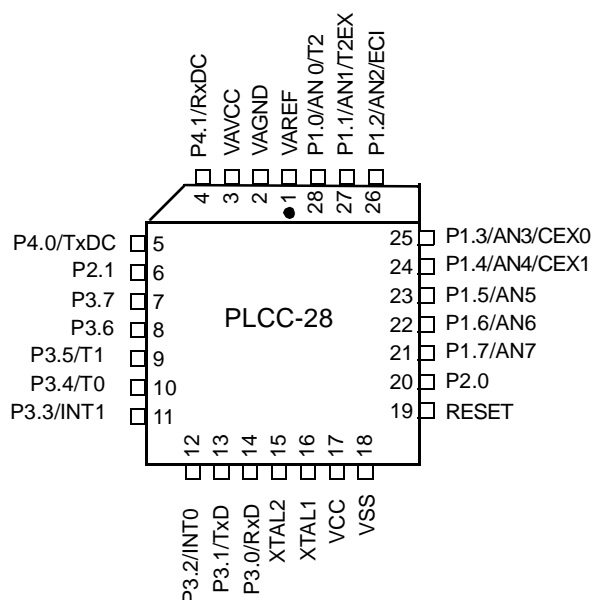 P4.1/RxDC
VAVCC
VAGND
VAREF
P1.0/AN 0/T2
P1.1/AN1/T2EX
P1.2/AN2/ECI
4
3
2
1
28
27
26
P4.0/TxDC 5
P2.1 6
P3.7 7
P3.6 8
P3.5/T1 9
P3.4/T0 10
P3.3/INT1 11
PLCC-28
25 P1.3/AN3/CEX0
24 P1.4/AN4/CEX1
23 P1.5/AN5
22 P1.6/AN6
21 P1.7/AN7
20 P2.0
19 RESET
12
13
14
15
16
17
18
P3.2/INT0
P3.1/TxD
P3.0/RxD
XTAL2
XTAL1
VCC
VSS